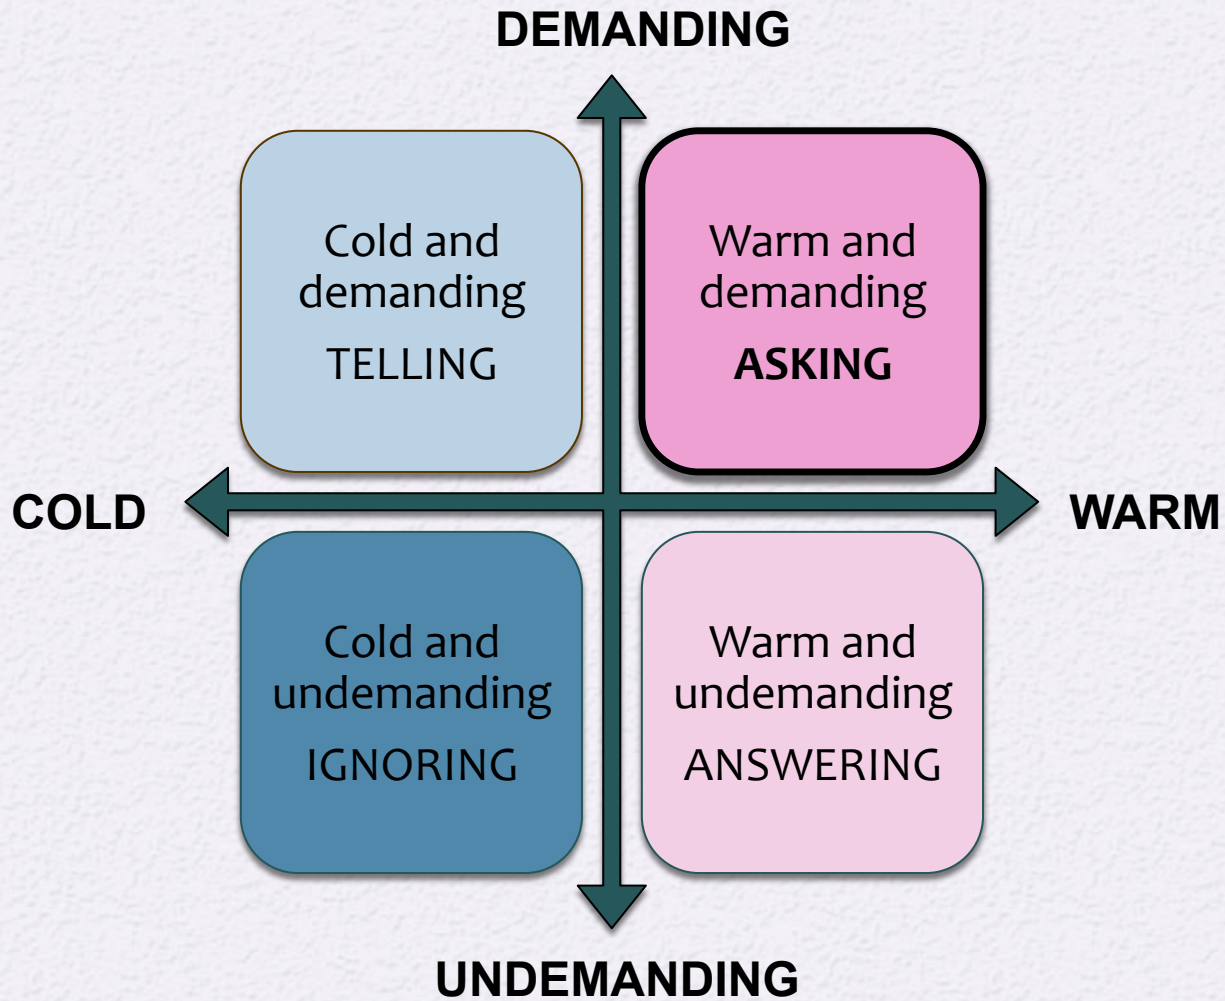 DEMANDING
Cold and
demanding
TELLING
Warm and
demanding
ASKING
COLD
WARM
Cold and
undemanding
IGNORING
Warm and
undemanding
ANSWERING
UNDEMANDING